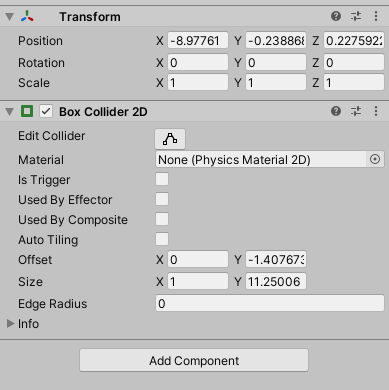 Transform
Position X -8.97761 Y -0.238868 Z 0.2275922
Rotation X 0 Y 0 Z 0
Scale X 1 Y 1 Z 1
Box Collider 2D
Edit Collider
Material None (Physics Material 2D)
Is Trigger
Used By Effector
Used By Composite
Auto Tiling
Offset X 0 Y -1.407673
Size X 1 Y 11.25006
Edge Radius 0
Info
Add Component